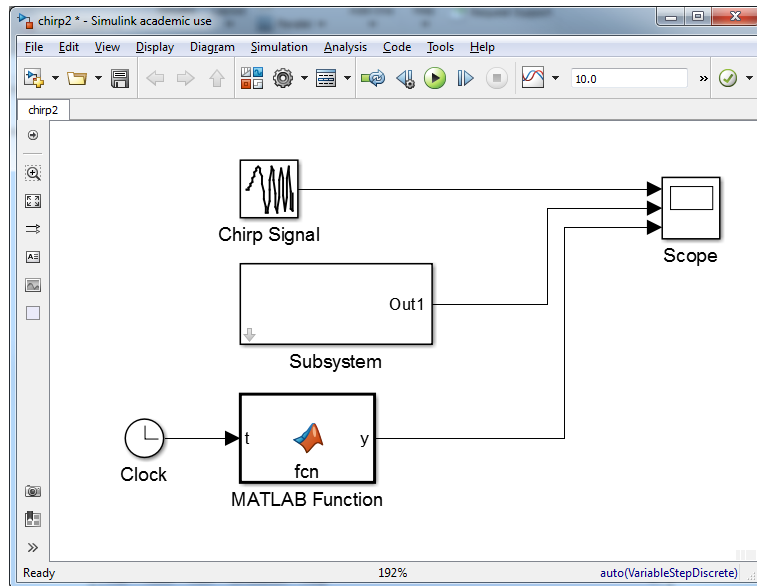 chirp2 * - Simulink academic use
File Edit View Display Diagram Simulation Analysis Code Tools Help
10.0 »
chirp2
Chirp Signal
Scope
Out1
Subsystem
t y
fcn
Clock
MATLAB Function
Ready 192% auto(VariableStepDiscrete)